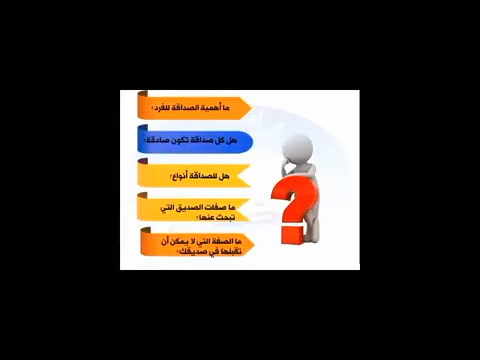 ما أهمية الصداقة للفرد؟
هل كل صداقة تكون صادقة؟
هل للصداقة أنواع؟
ما صفات الصديق التي
تبحث عنها؟
ما الصفة التي لا يمكن أن
تقبلها في صديقك؟
?